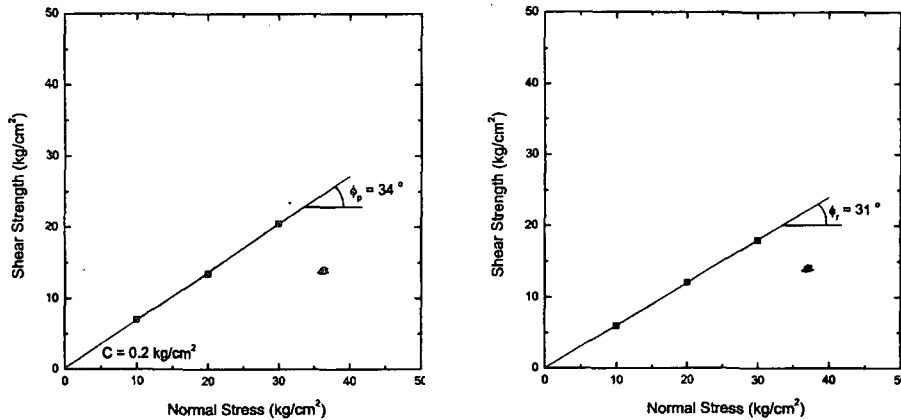 50
40
30
20
10
0
Shear Strength (kg/cm²)
ϕp = 34 °
C = 0.2 kg/cm²
0 10 20 30 40 50
Normal Stress (kg/cm²)
50
40
30
20
10
0
Shear Strength (kg/cm²)
ϕr = 31 °
0 10 20 30 40 50
Normal Stress (kg/cm²)